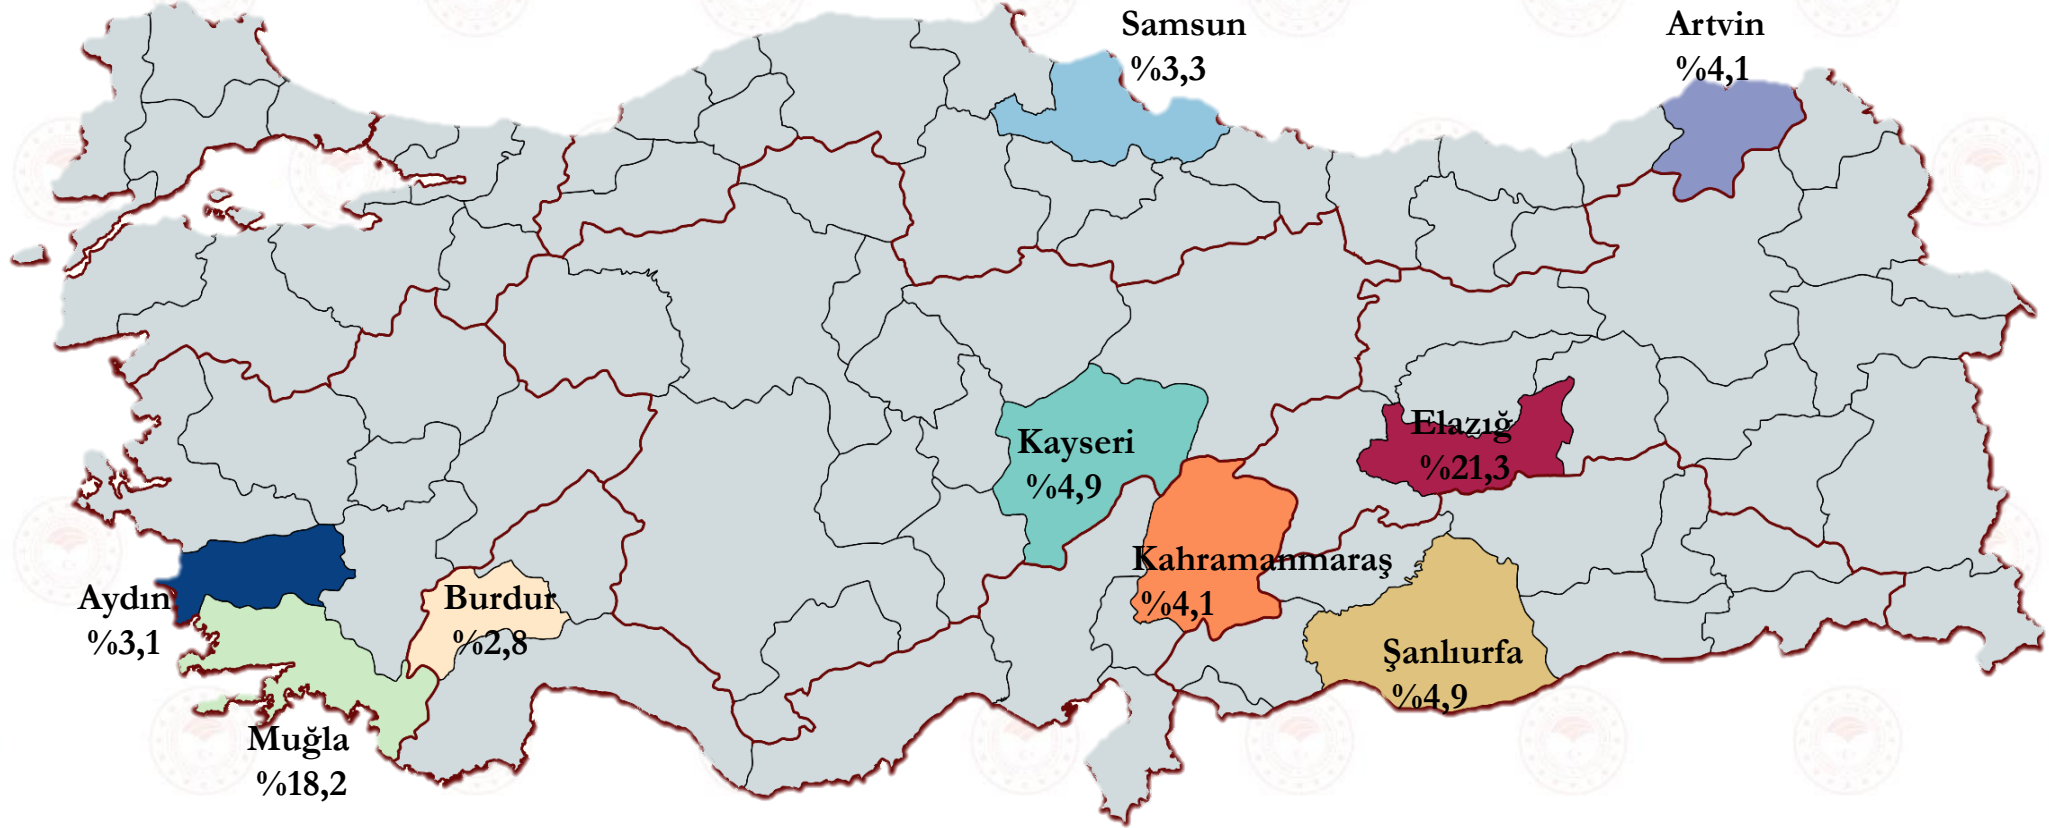 Samsun
%3,3
Artvin
%4,1
Kayseri
%4,9
Elazığ
%21,3
Kahramanmaraş
%4,1
Aydın
%3,1
Burdur
%2,8
Şanlıurfa
%4,9
Muğla
%18,2